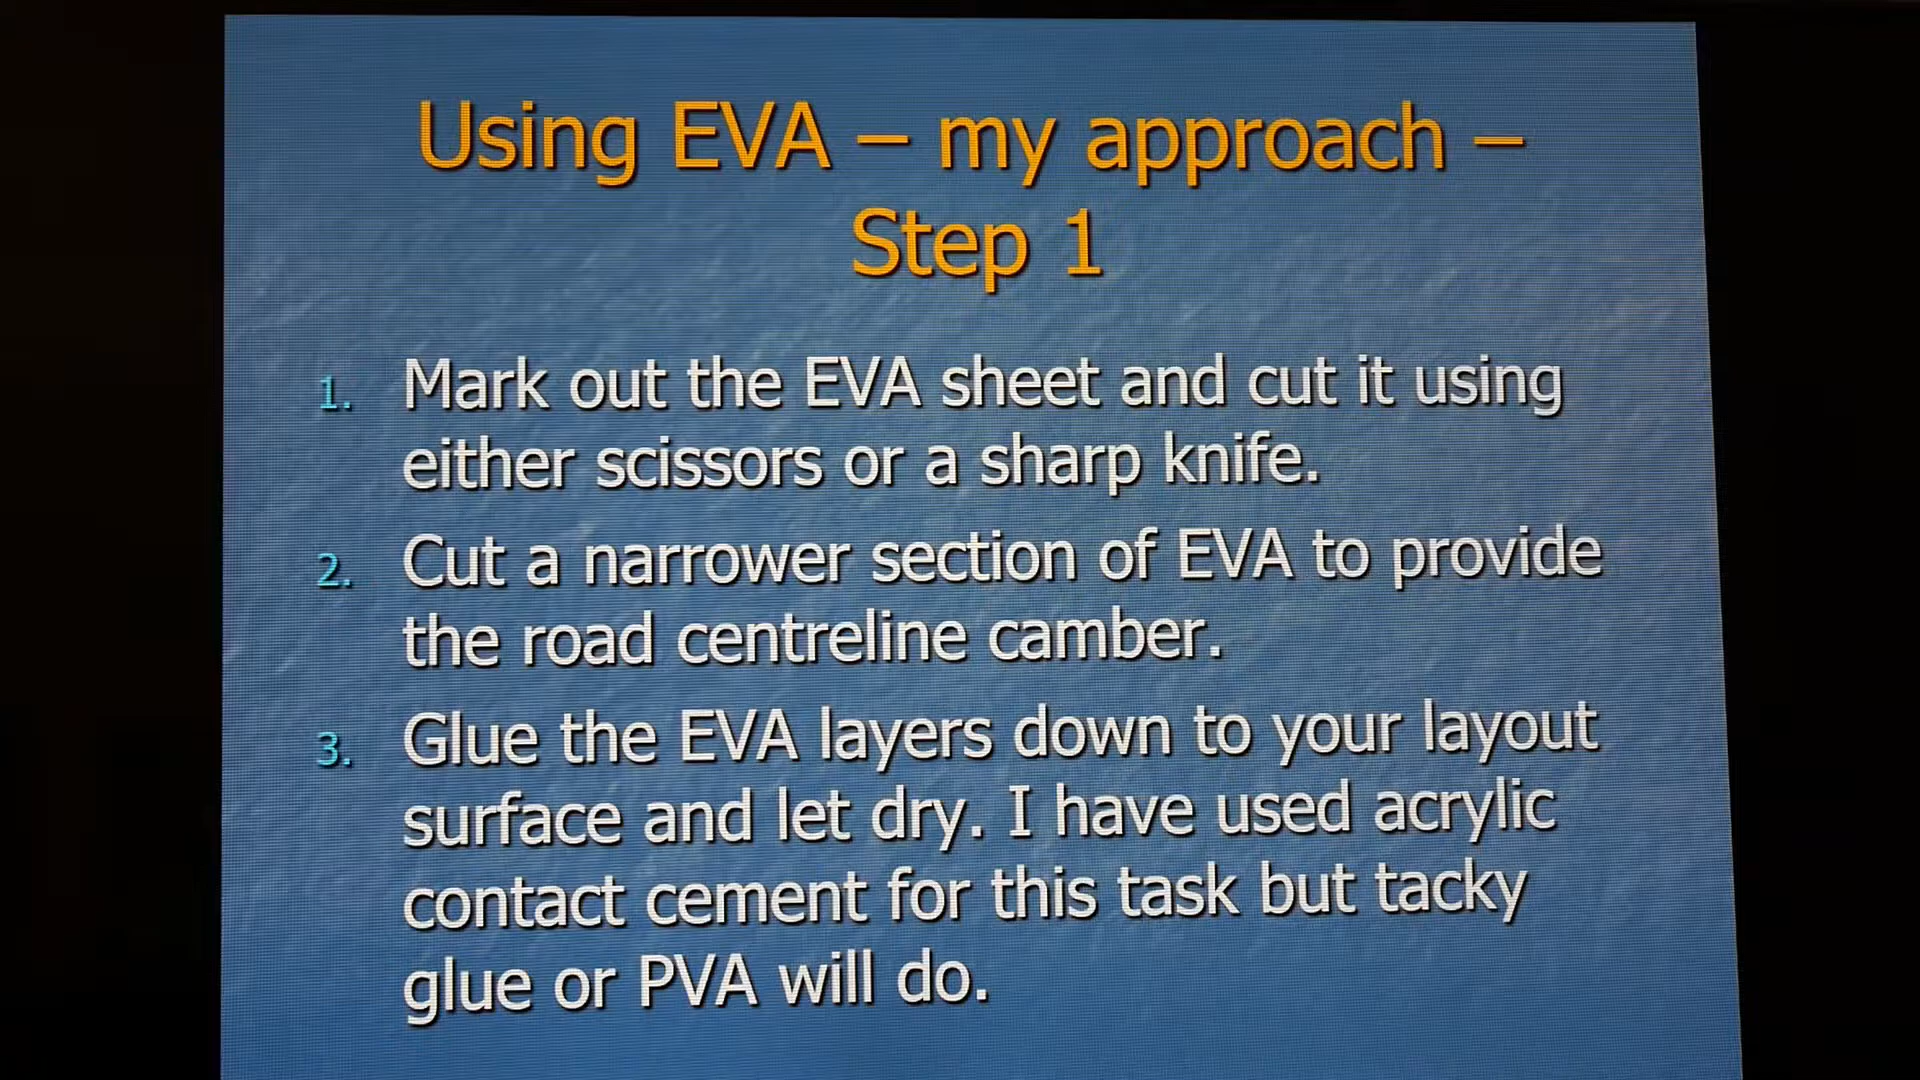 Using EVA – my approach –
Step 1
1. Mark out the EVA sheet and cut it using
either scissors or a sharp knife.
2. Cut a narrower section of EVA to provide
the road centreline camber.
3. Glue the EVA layers down to your layout
surface and let dry. I have used acrylic
contact cement for this task but tacky
glue or PVA will do.